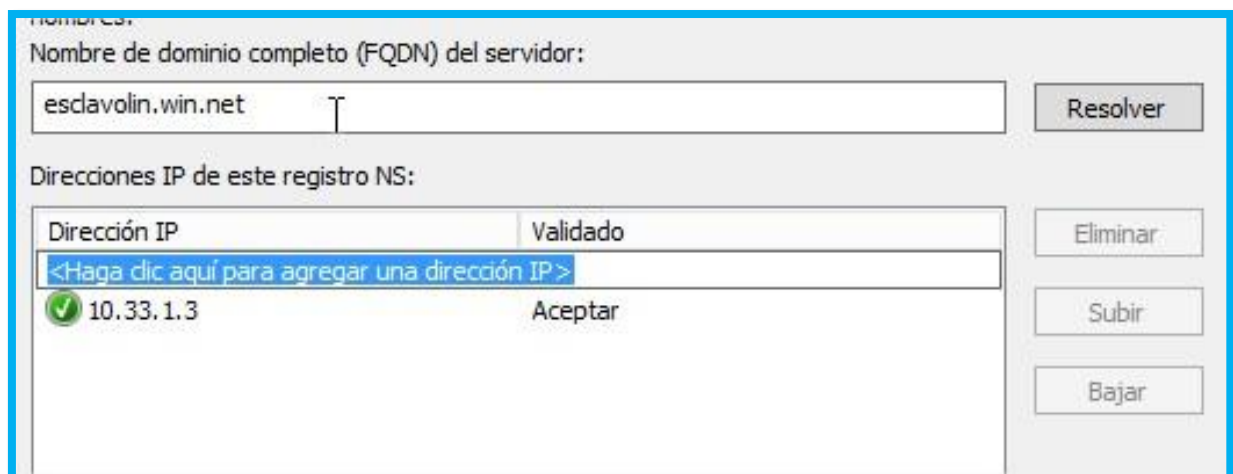 nombres:
Nombre de dominio completo (FQDN) del servidor:
esclavolin.win.net
Resolver
Direcciones IP de este registro NS:
Dirección IP Validado
Eliminar
<Haga clic aquí para agregar una dirección IP>
10.33.1.3 Aceptar
Subir
Bajar